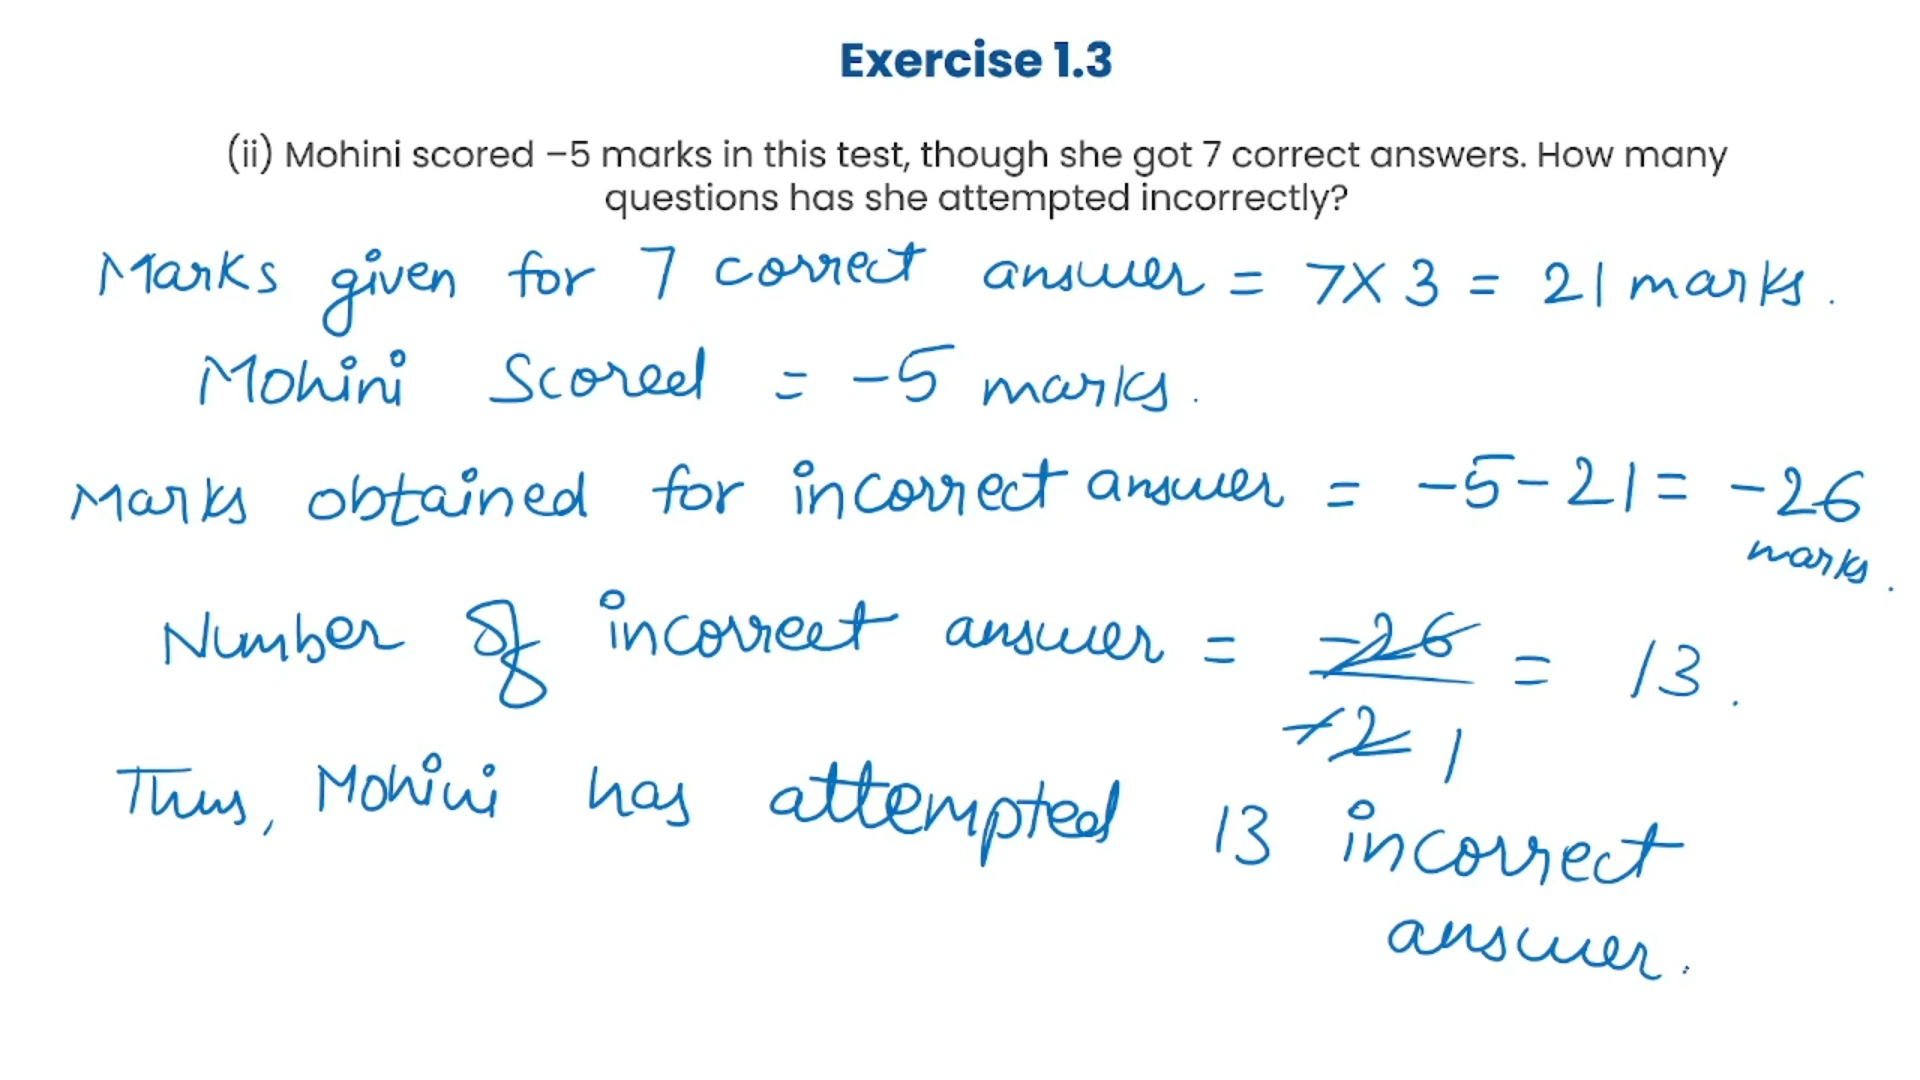 Exercise 1.3
(ii) Mohini scored –5 marks in this test, though she got 7 correct answers. How many
questions has she attempted incorrectly?
Marks given for 7 correct answer = 7 x 3 = 21 marks.
Mohini Scored = -5 marks.
Marks obtained for incorrect answer = -5 - 21 = -26
marks.
Number of incorrect answer = -26 = 13.
-2 1
Thus, Mohini has attempted 13 incorrect
answer.